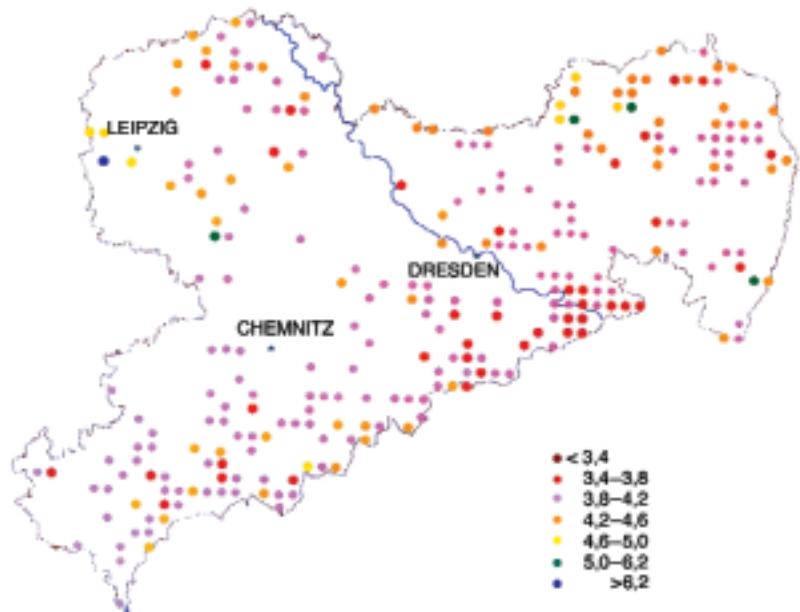 LEIPZIG
DRESDEN
CHEMNITZ
< 3,4
3,4–3,8
3,8–4,2
4,2–4,6
4,6–5,0
5,0–6,2
>6,2